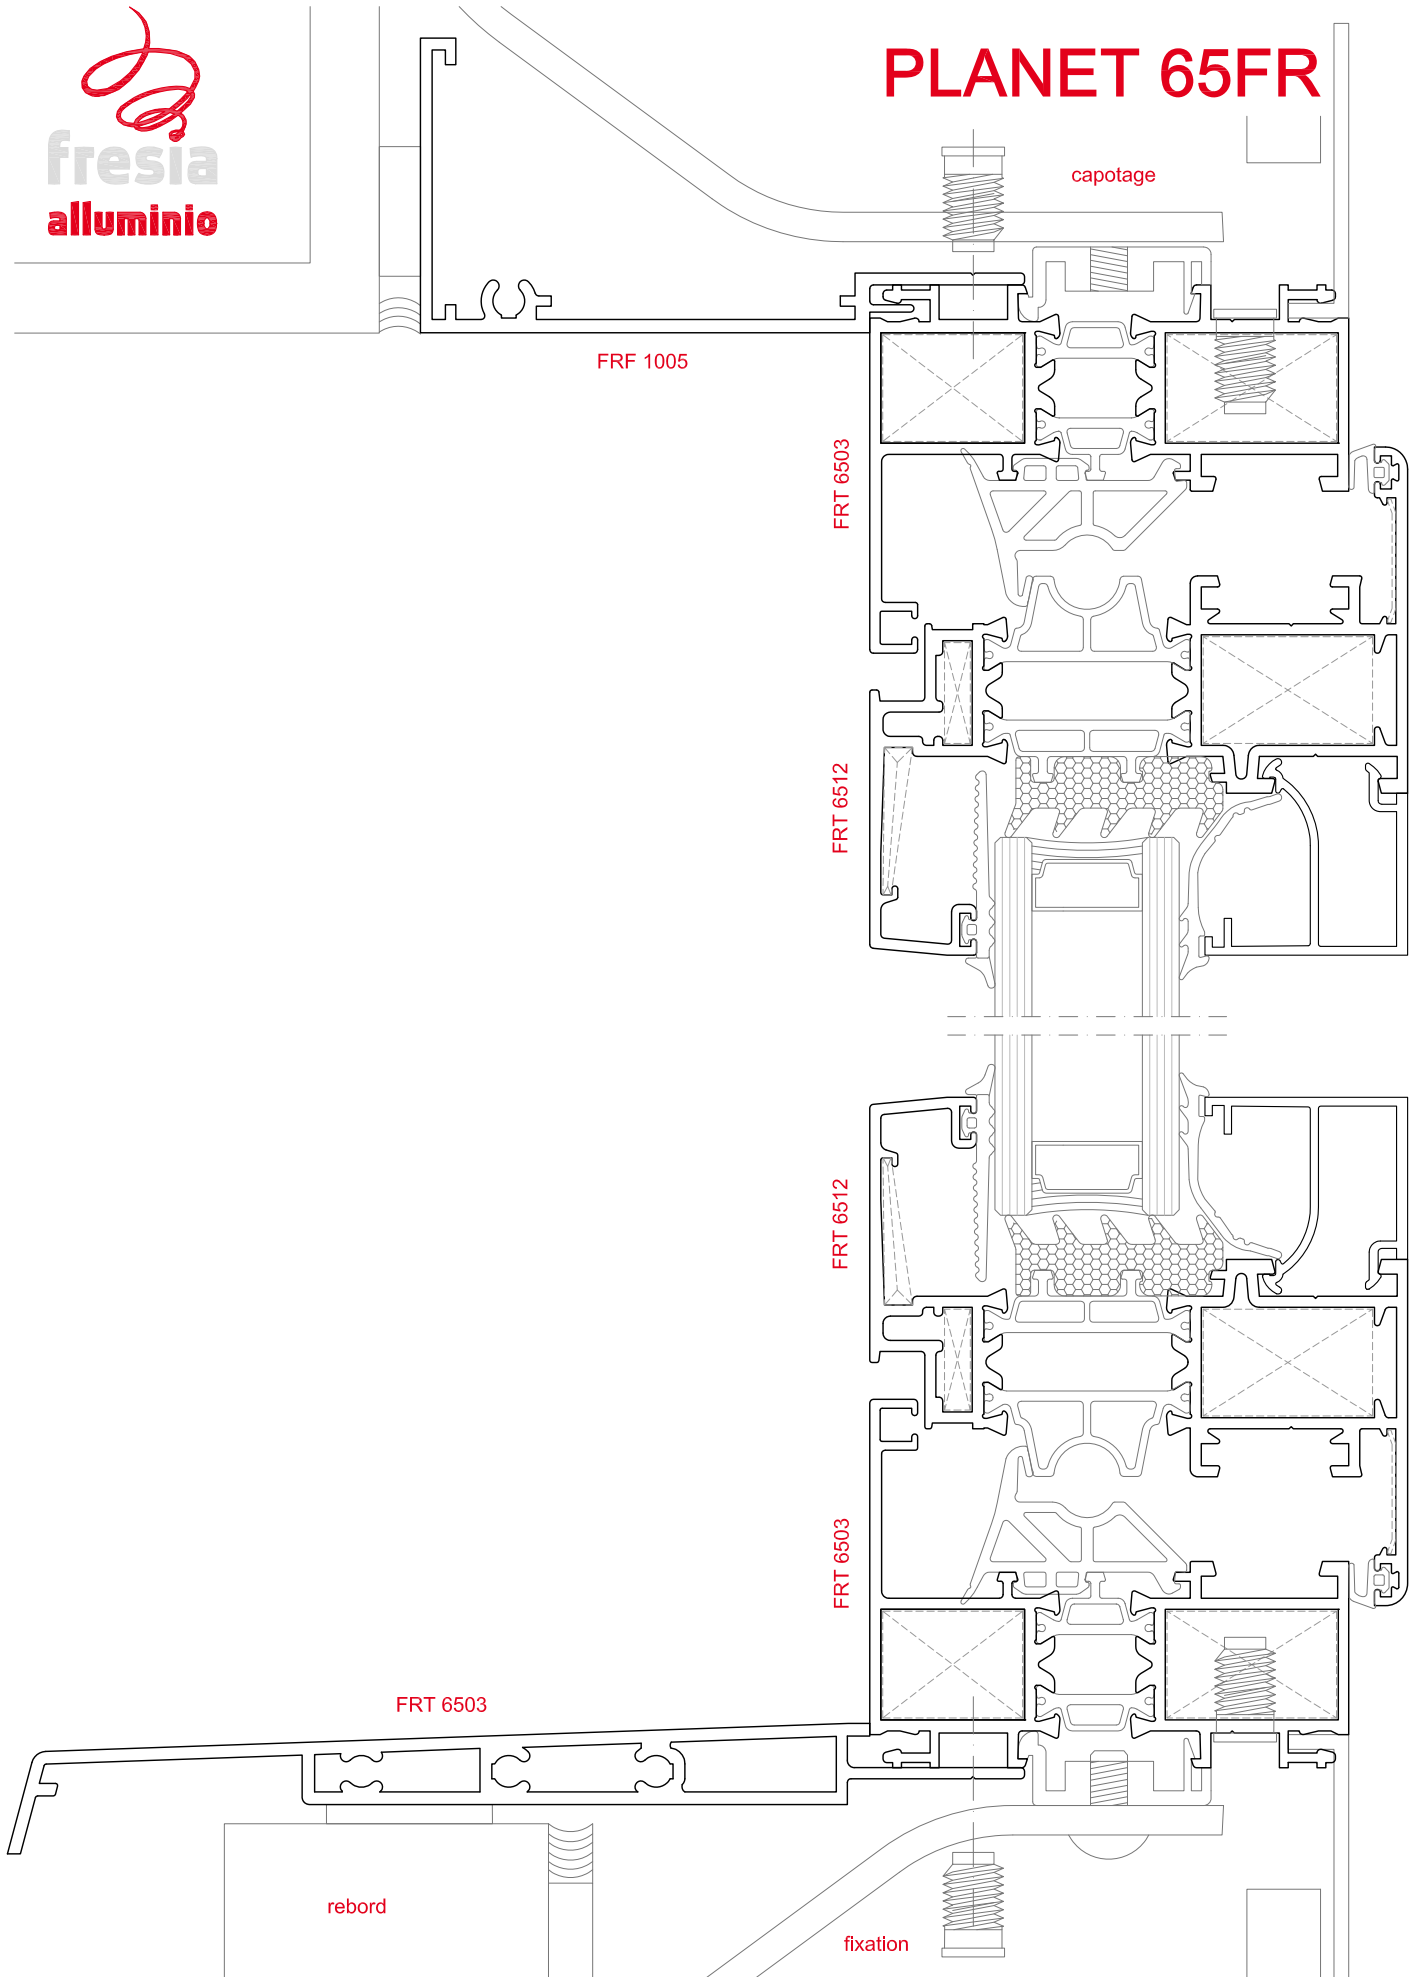 PLANET 65FR
fresia
alluminio
capotage
FRF 1005
FRT 6503
FRT 6512
FRT 6512
FRT 6503
FRT 6503
rebord
fixation